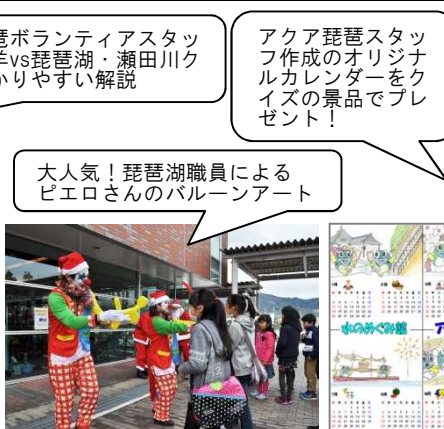 琶ボランティアスタッ
vs琵琶湖・瀬田川ク
かりやすい解説
アクア琵琶スタッ
フ作成のオリジナ
ルカレンダーをク
イズの景品でプレ
ゼント！
大人気！琵琶湖職員による
ピエロさんのバルーンアート
水のめぐみ館
ア